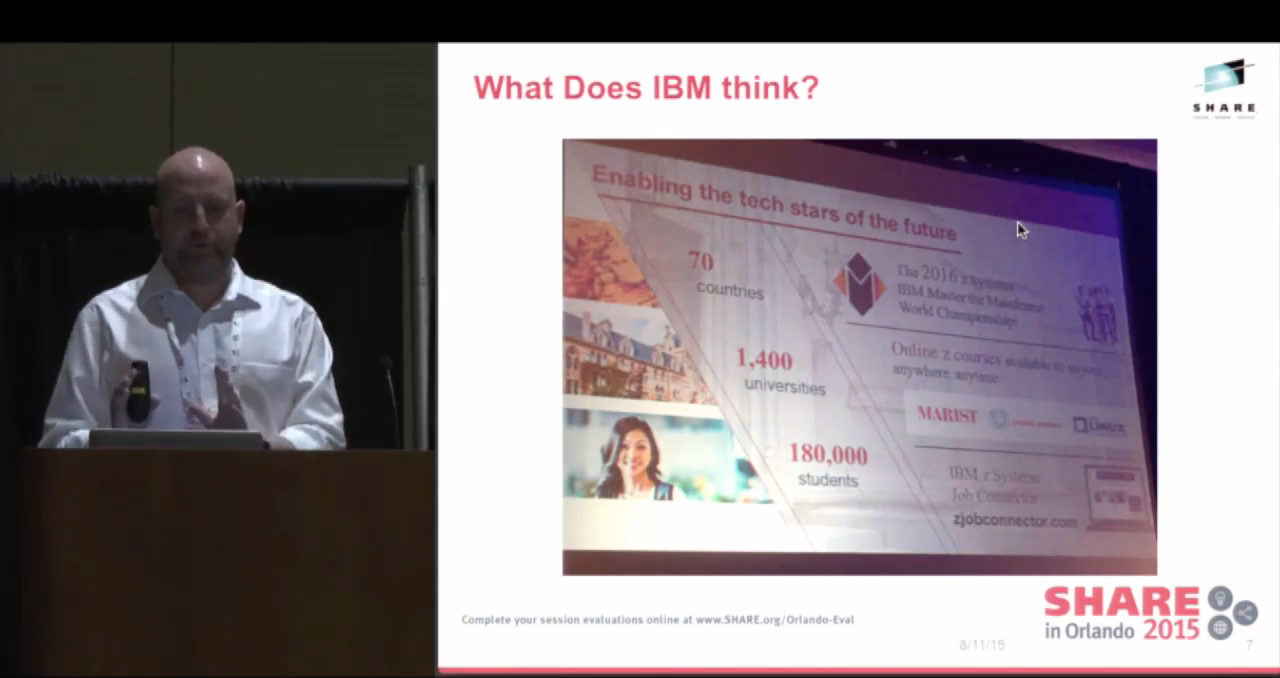 What Does IBM think?
SHARE
Enabling the tech stars of the future
70
countries
1,400
universities
180,000
students
The 2016 z Systems
IBM Master the Mainframe
World Championship!
Online z courses available to anyone,
anywhere, anytime
MARIST
LINUX
IBM z Systems
Job Connector
zjobconnector.com
Complete your session evaluations online at www.SHARE.org/Orlando-Eval
SHARE
in Orlando 2015
8/11/15
7